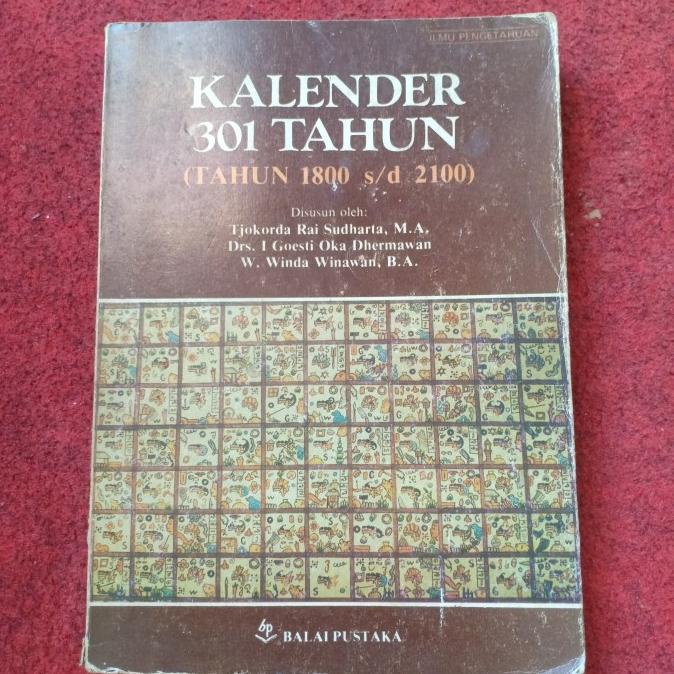 ILMU PENGETAHUAN
KALENDER
301 TAHUN
(TAHUN 1800 s/d 2100)
Disusun oleh:
Tjokorda Rai Sudharta, M.A.
Drs. I Goesti Oka Dhermawan
W. Winda Winawan, B.A.
bp
BALAI PUSTAKA